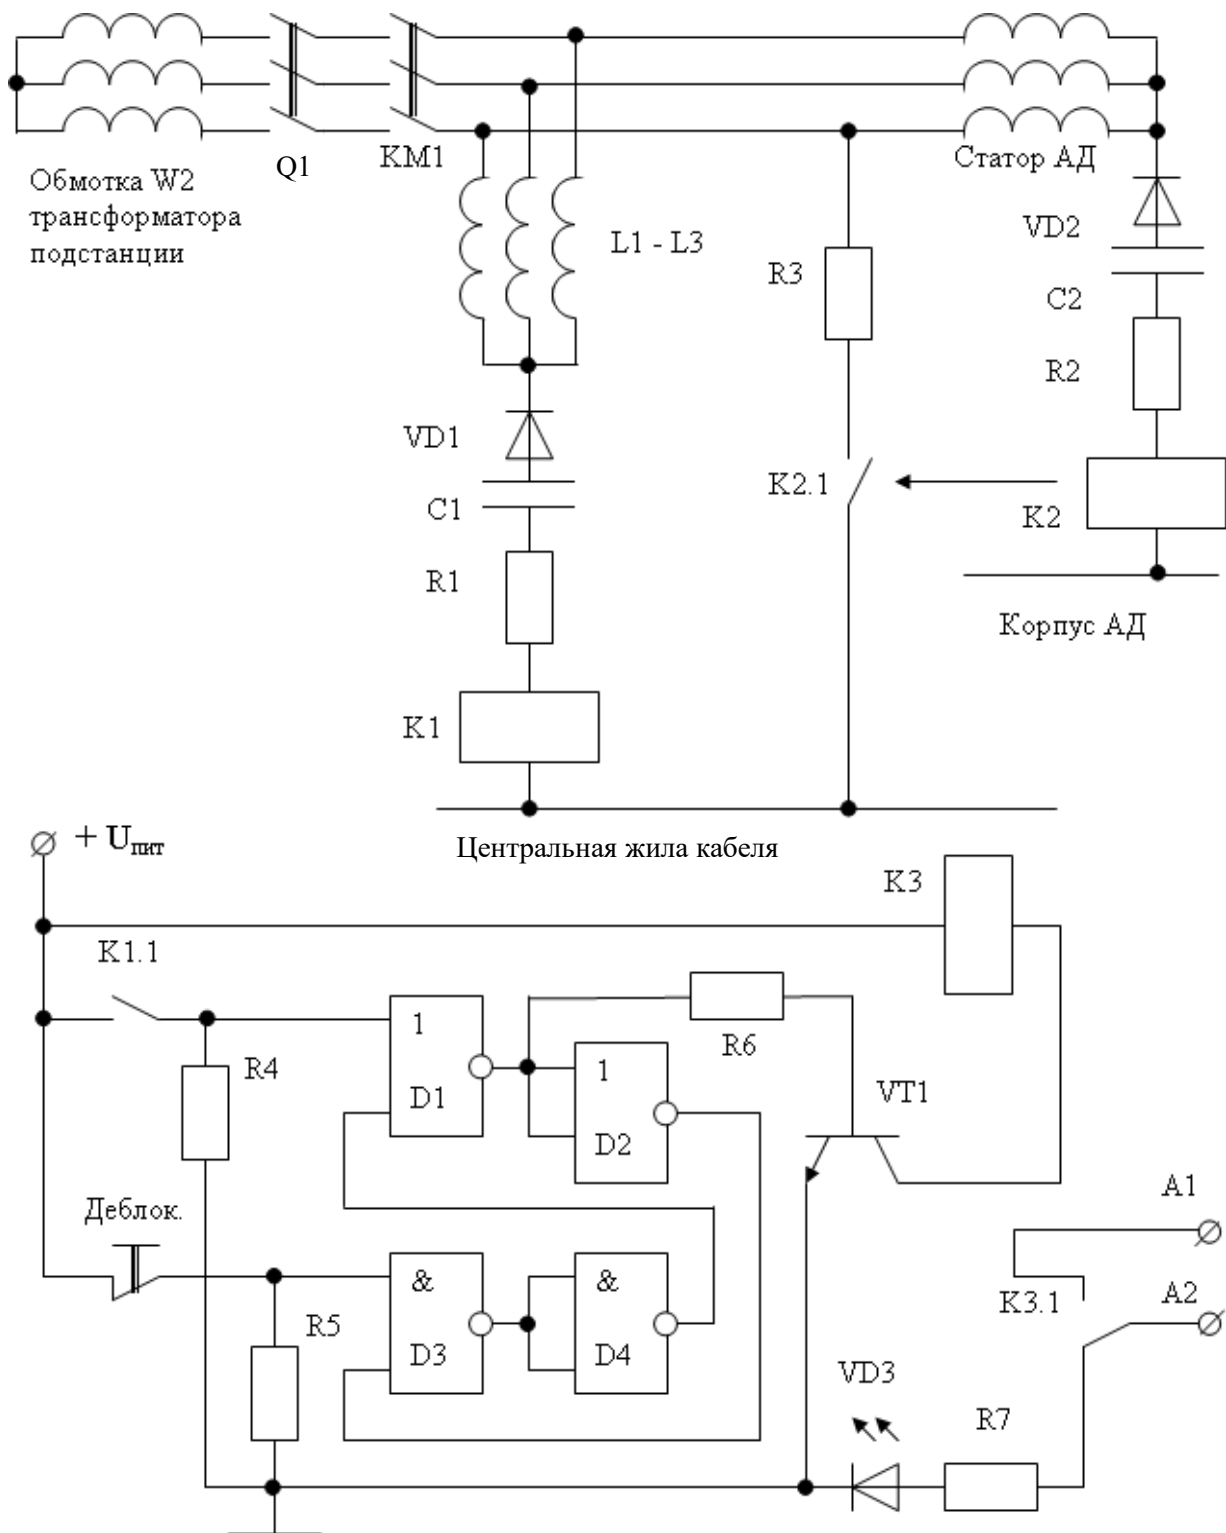 Q1
KM1
Статор АД
Обмотка W2
трансформатора
подстанции
L1 - L3
VD2
R3
C2
R2
VD1
K2.1
C1
K2
R1
Корпус АД
K1
+ Uпит
Центральная жила кабеля
K3
K1.1
1
D1
R4
R6
1
D2
VT1
Деблок.
A1
&
D3
&
D4
K3.1
A2
R5
VD3
R7